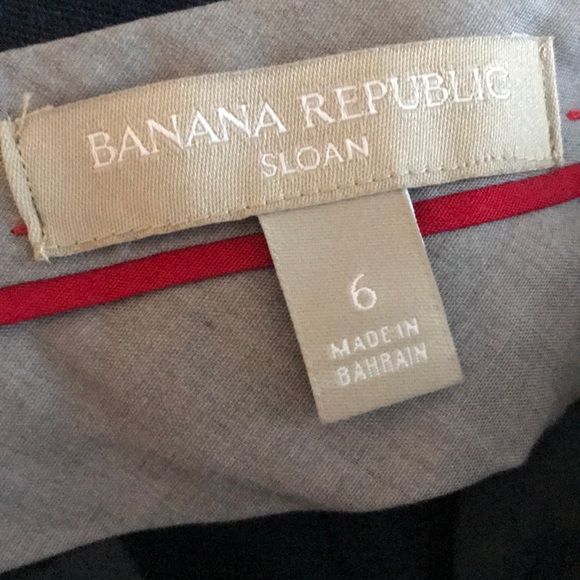 BANANA REPUBLIC
SLOAN
6
MADE IN
BAHRAIN